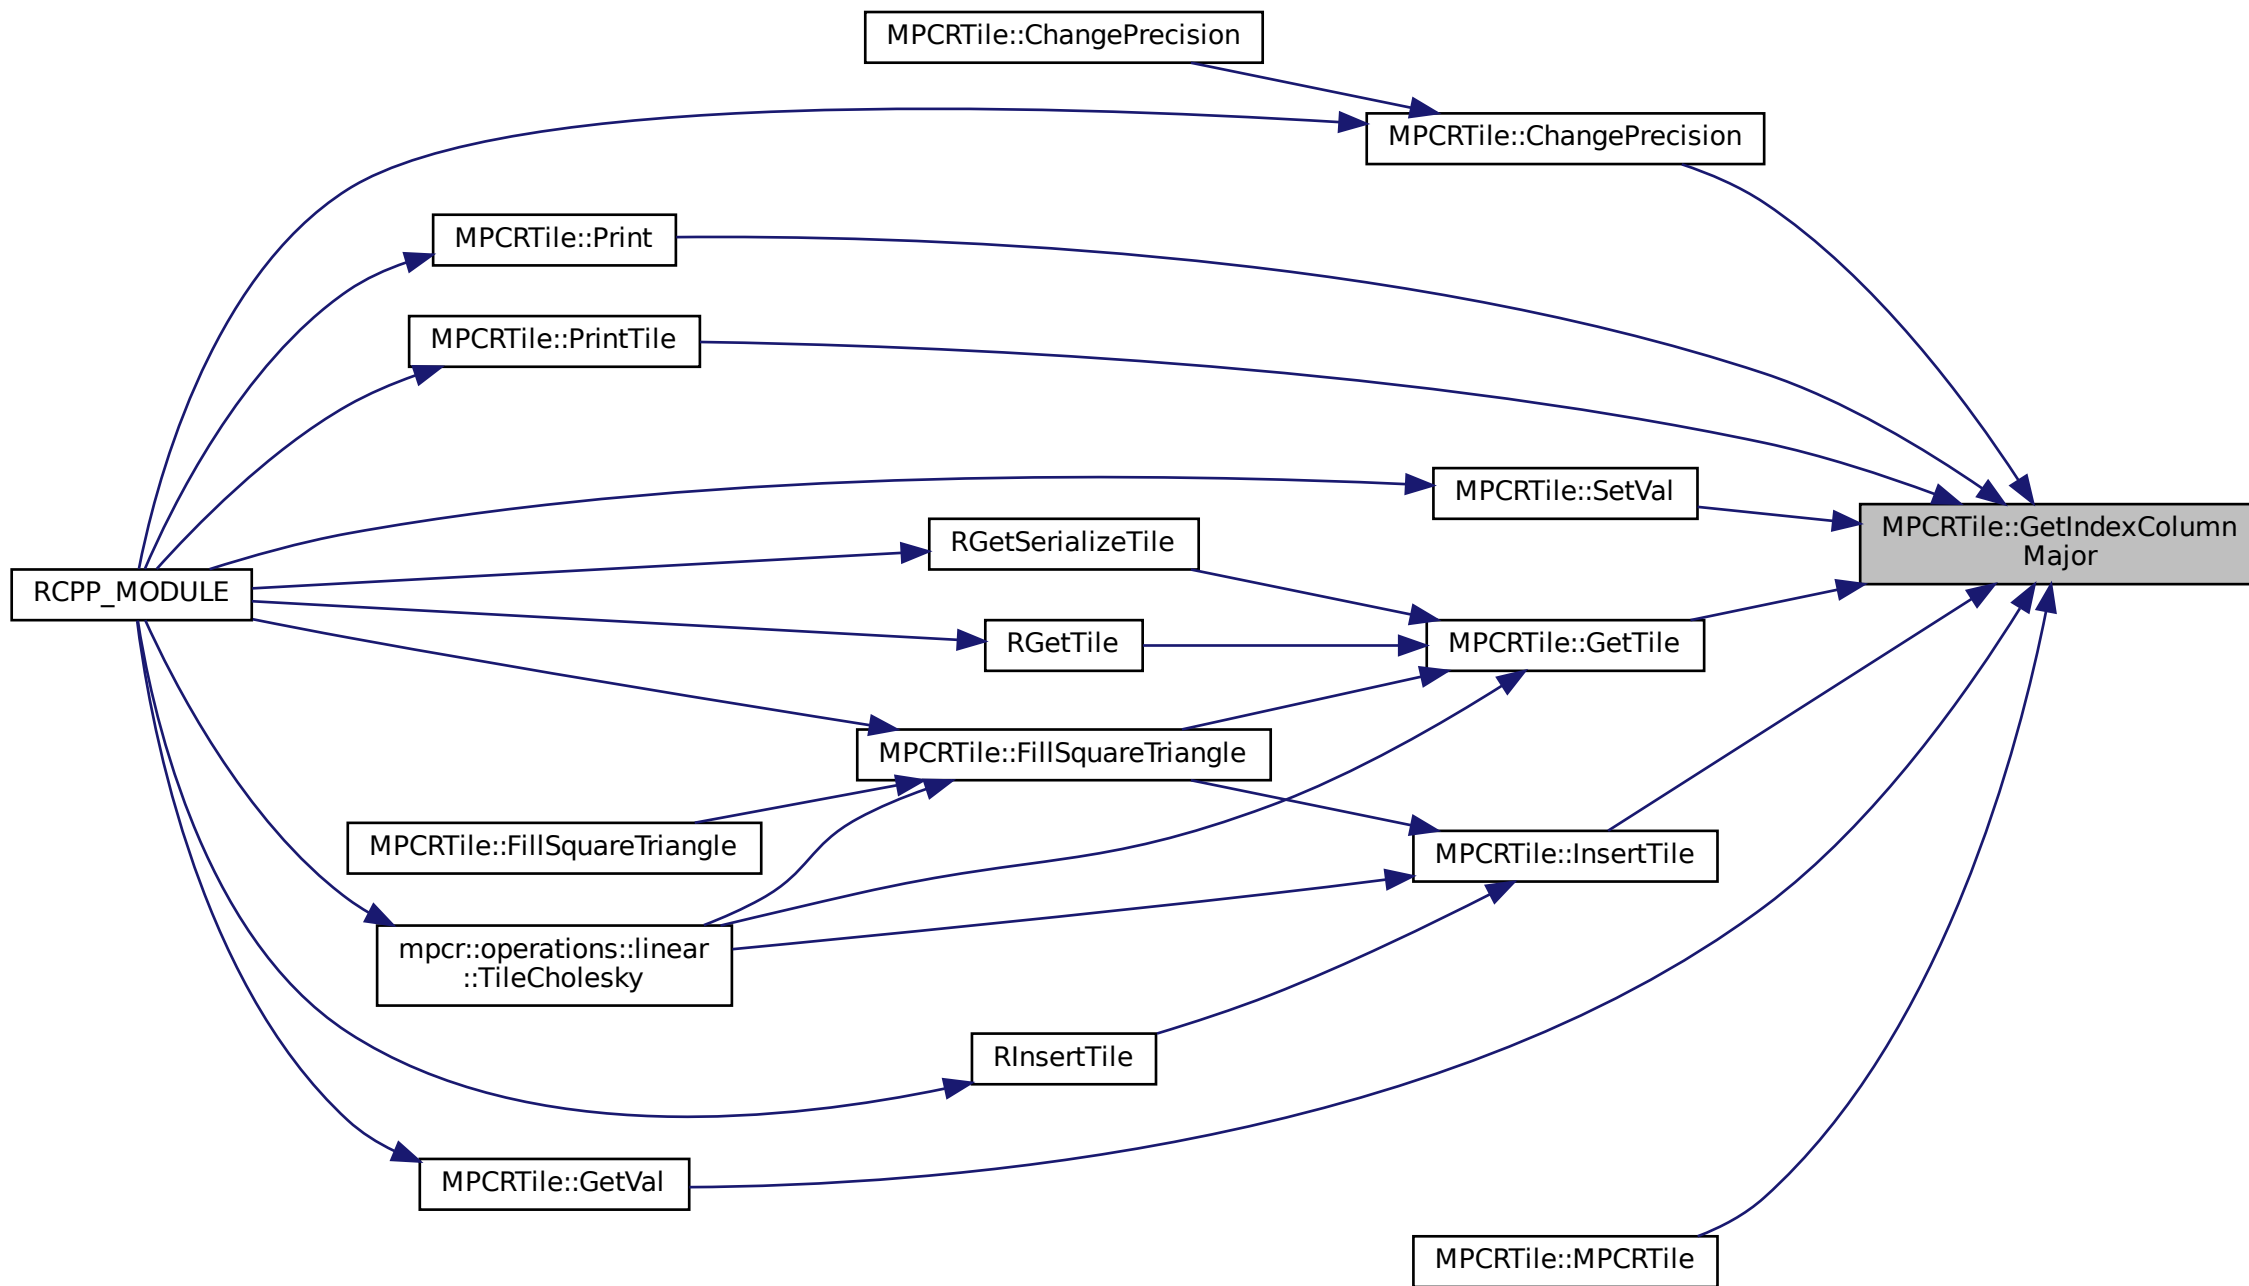 MPCRTile::ChangePrecision
MPCRTile::ChangePrecision
MPCRTile::Print
MPCRTile::PrintTile
MPCRTile::SetVal
MPCRTile::GetIndexColumn
Major
RGetSerializeTile
RCPP_MODULE
RGetTile
MPCRTile::GetTile
MPCRTile::FillSquareTriangle
MPCRTile::FillSquareTriangle
MPCRTile::InsertTile
mpcr::operations::linear
::TileCholesky
RInsertTile
MPCRTile::GetVal
MPCRTile::MPCRTile